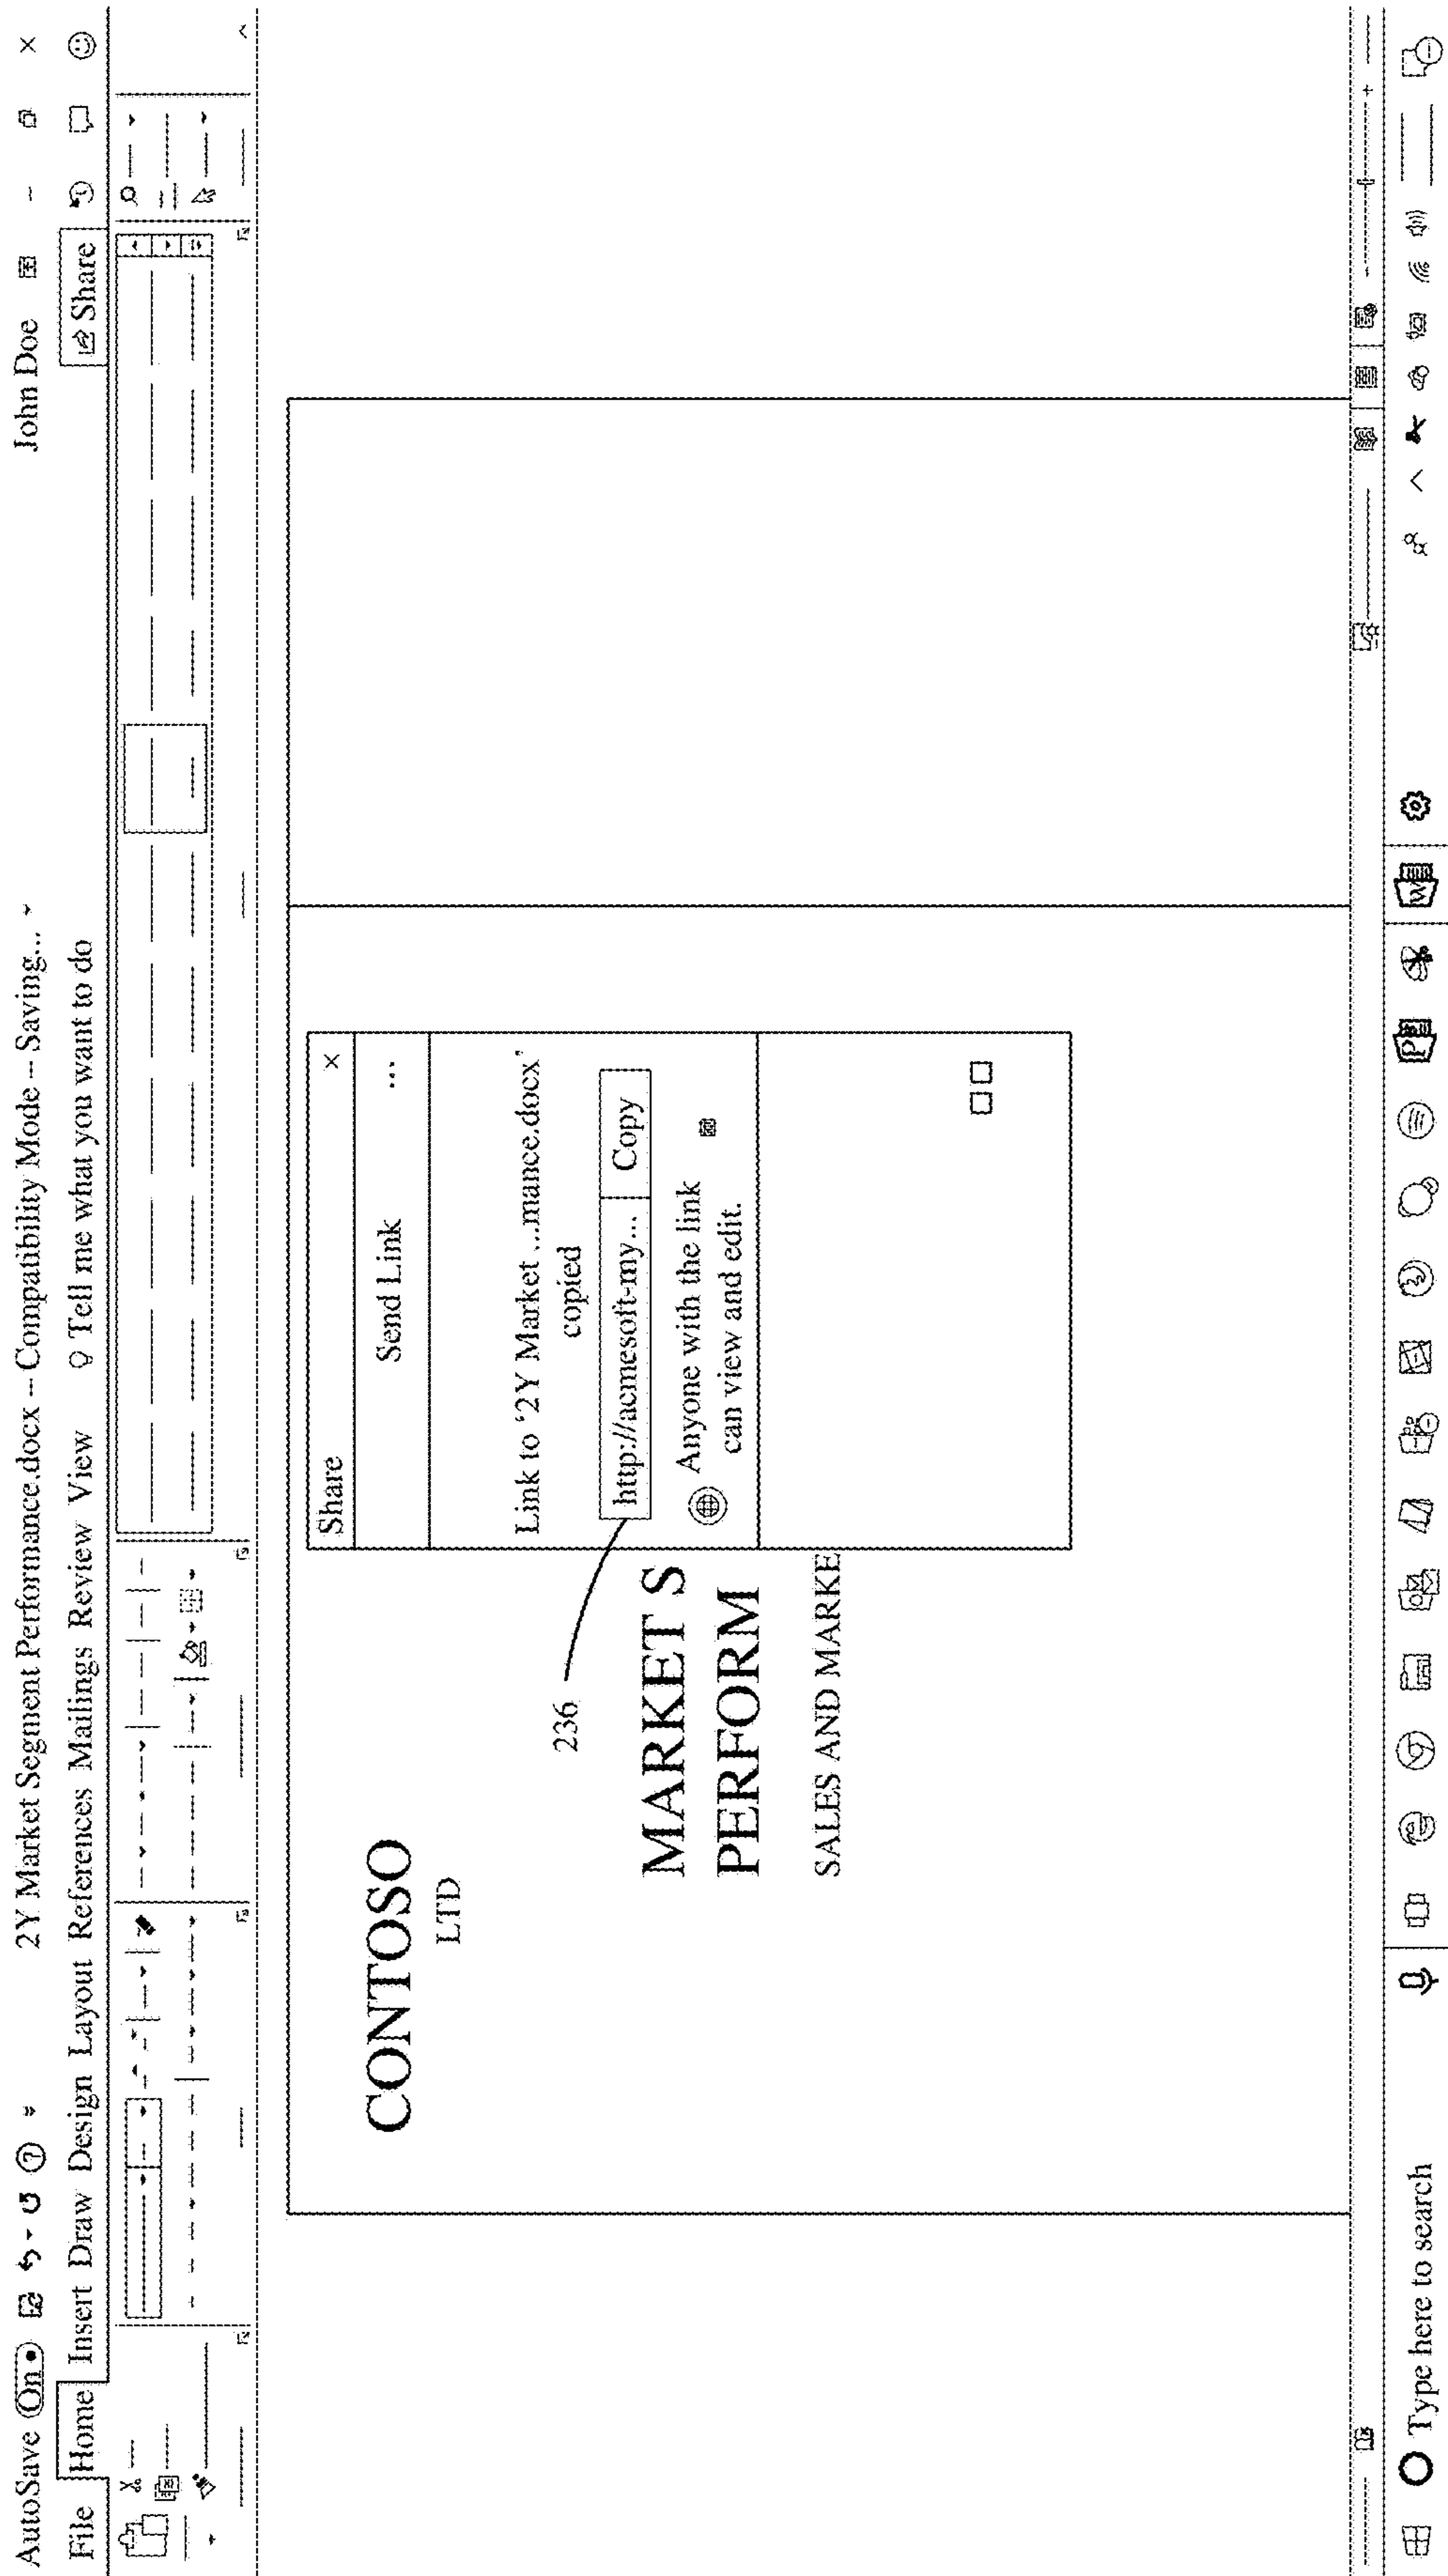 AutoSave On 2Y Market Segment Performance.docx – Compatibility Mode – Saving... John Doe
File Home Insert Draw Design Layout References Mailings Review View Tell me what you want to do Share
Share
Send Link ...
Link to ‘2Y Market ...mance.docx’
copied
http://acmesoft-my... Copy
Anyone with the link
can view and edit.
236
CONTOSO
LTD
MARKET S
PERFORM
SALES AND MARKE
Type here to search